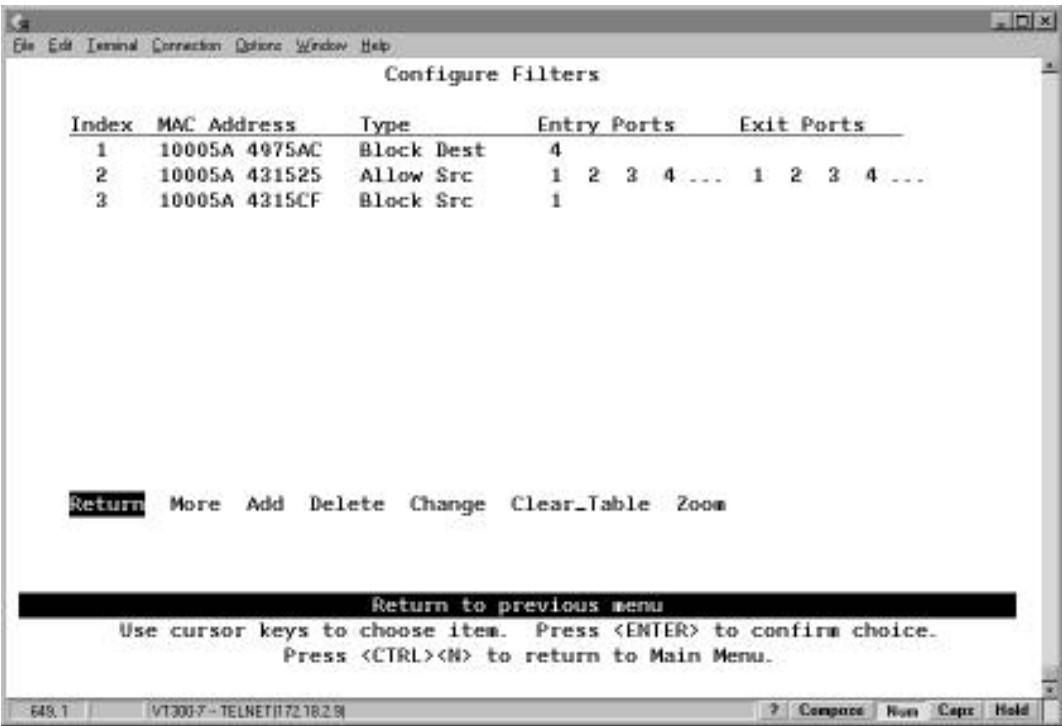 File Edit Terminal Connection Options Window Help
Configure Filters
Index MAC Address Type Entry Ports Exit Ports
1 10005A 4975AC Block Dest 4
2 10005A 431525 Allow Src 1 2 3 4 ... 1 2 3 4 ...
3 10005A 4315CF Block Src 1
Return More Add Delete Change Clear_Table Zoom
Return to previous menu
Use cursor keys to choose item. Press <ENTER> to confirm choice.
Press <CTRL><N> to return to Main Menu.
649, 1 VT300-7 - TELNET(172.18.2.9) ? Compose Num Caps Hold